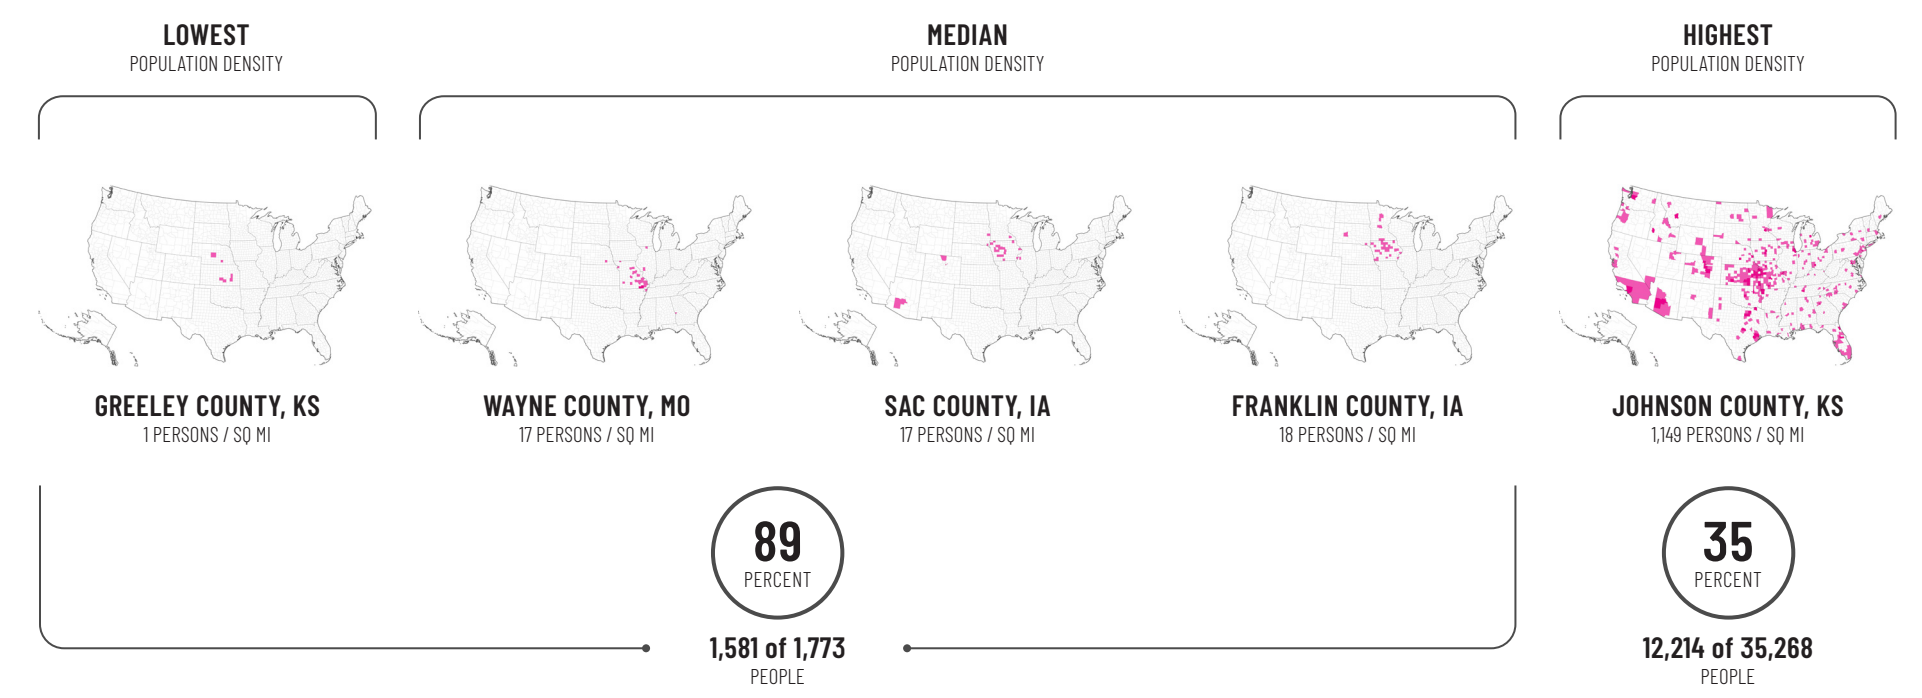 LOWEST
POPULATION DENSITY
MEDIAN
POPULATION DENSITY
HIGHEST
POPULATION DENSITY
GREELEY COUNTY, KS
1 PERSONS / SQ MI
WAYNE COUNTY, MO
17 PERSONS / SQ MI
SAC COUNTY, IA
17 PERSONS / SQ MI
FRANKLIN COUNTY, IA
18 PERSONS / SQ MI
JOHNSON COUNTY, KS
1,149 PERSONS / SQ MI
89
PERCENT
1,581 of 1,773
PEOPLE
35
PERCENT
12,214 of 35,268
PEOPLE